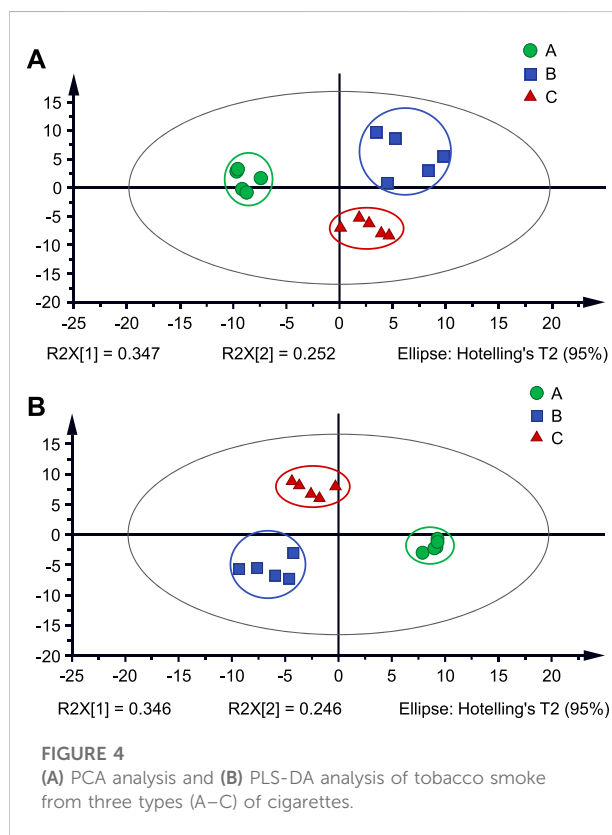 A
A
B
C
15
10
5
0
-5
-10
-15
-20
-25 -20 -15 -10 -5 0 5 10 15 20
R2X[1] = 0.347 R2X[2] = 0.252 Ellipse: Hotelling's T2 (95%)
B
A
B
C
15
10
5
0
-5
-10
-15
-20
-25 -20 -15 -10 -5 0 5 10 15 20
R2X[1] = 0.346 R2X[2] = 0.246 Ellipse: Hotelling's T2 (95%)
FIGURE 4
(A) PCA analysis and (B) PLS-DA analysis of tobacco smoke
from three types (A–C) of cigarettes.